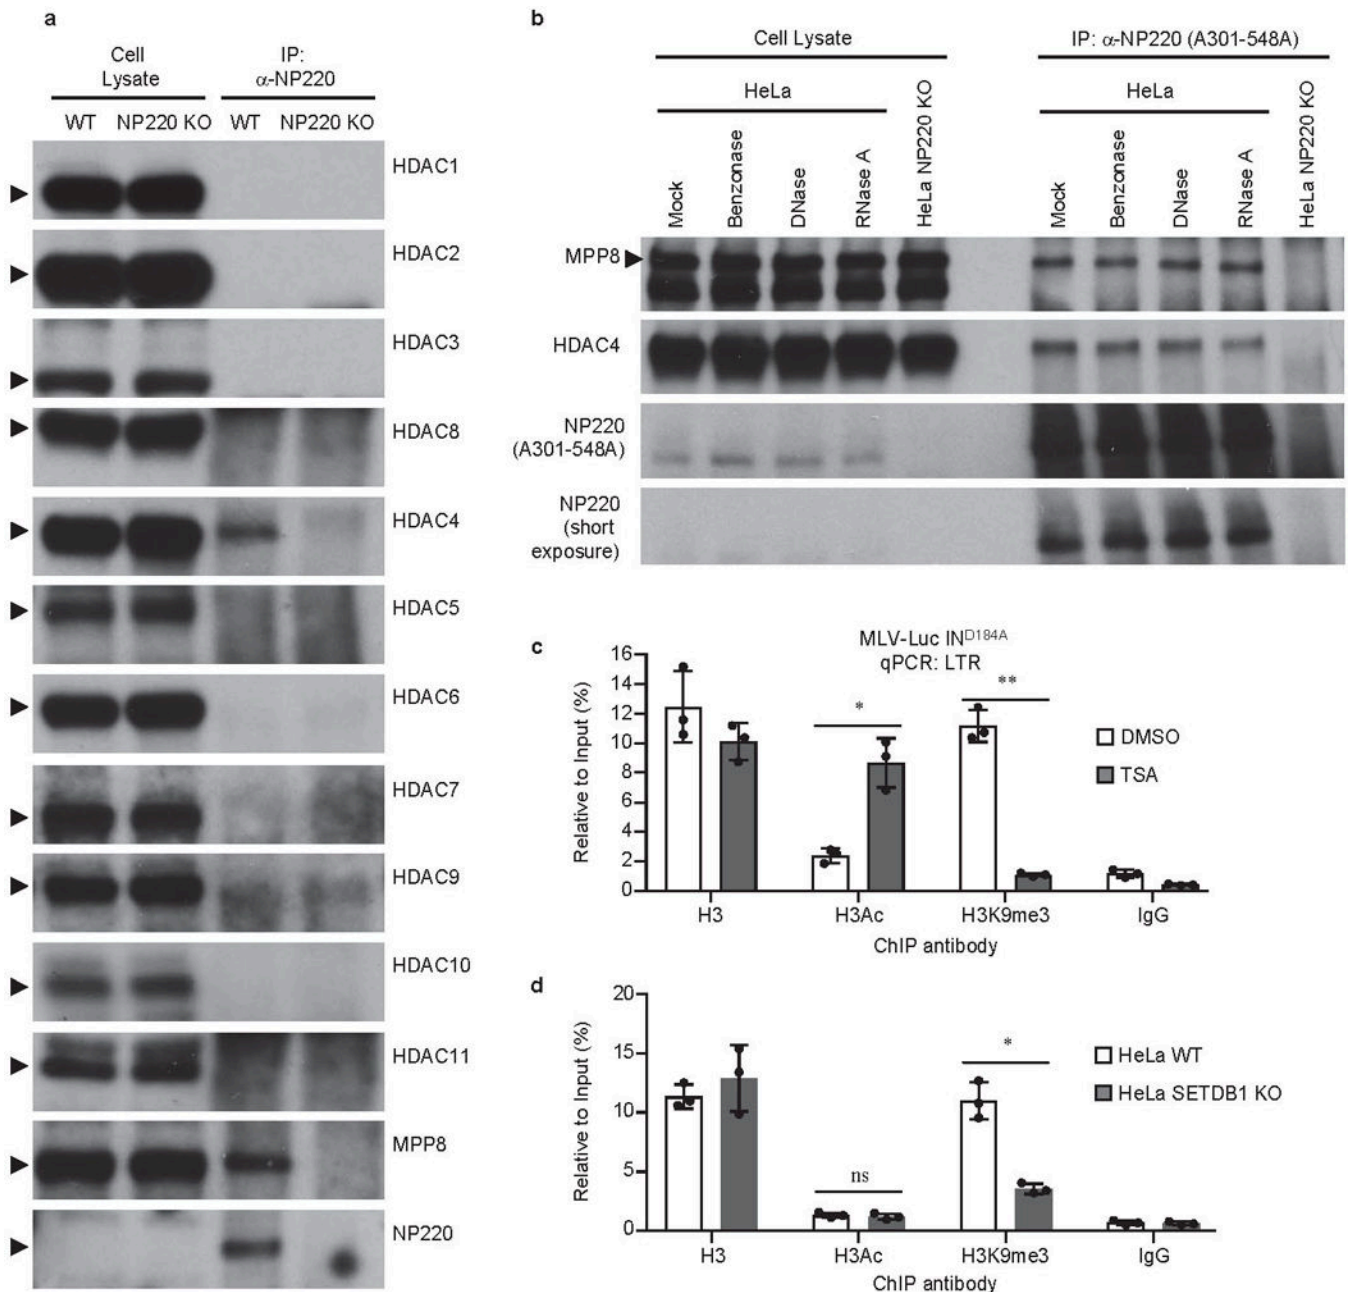 a
Cell
Lysate
IP:
α-NP220
WT NP220 KO WT NP220 KO
HDAC1
HDAC2
HDAC3
HDAC8
HDAC4
HDAC5
HDAC6
HDAC7
HDAC9
HDAC10
HDAC11
MPP8
NP220
b
Cell Lysate
IP: α-NP220 (A301-548A)
HeLa
HeLa
Mock
Benzonase
DNase
RNase A
HeLa NP220 KO
Mock
Benzonase
DNase
RNase A
HeLa NP220 KO
MPP8
HDAC4
NP220
(A301-548A)
NP220
(short
exposure)
c
MLV-Luc IND184A
qPCR: LTR
Relative to Input (%)
16
14
12
10
8
6
4
2
0
*
**
DMSO
TSA
H3 H3Ac H3K9me3 IgG
ChIP antibody
d
Relative to Input (%)
20
15
10
5
0
ns
*
HeLa WT
HeLa SETDB1 KO
H3 H3Ac H3K9me3 IgG
ChIP antibody